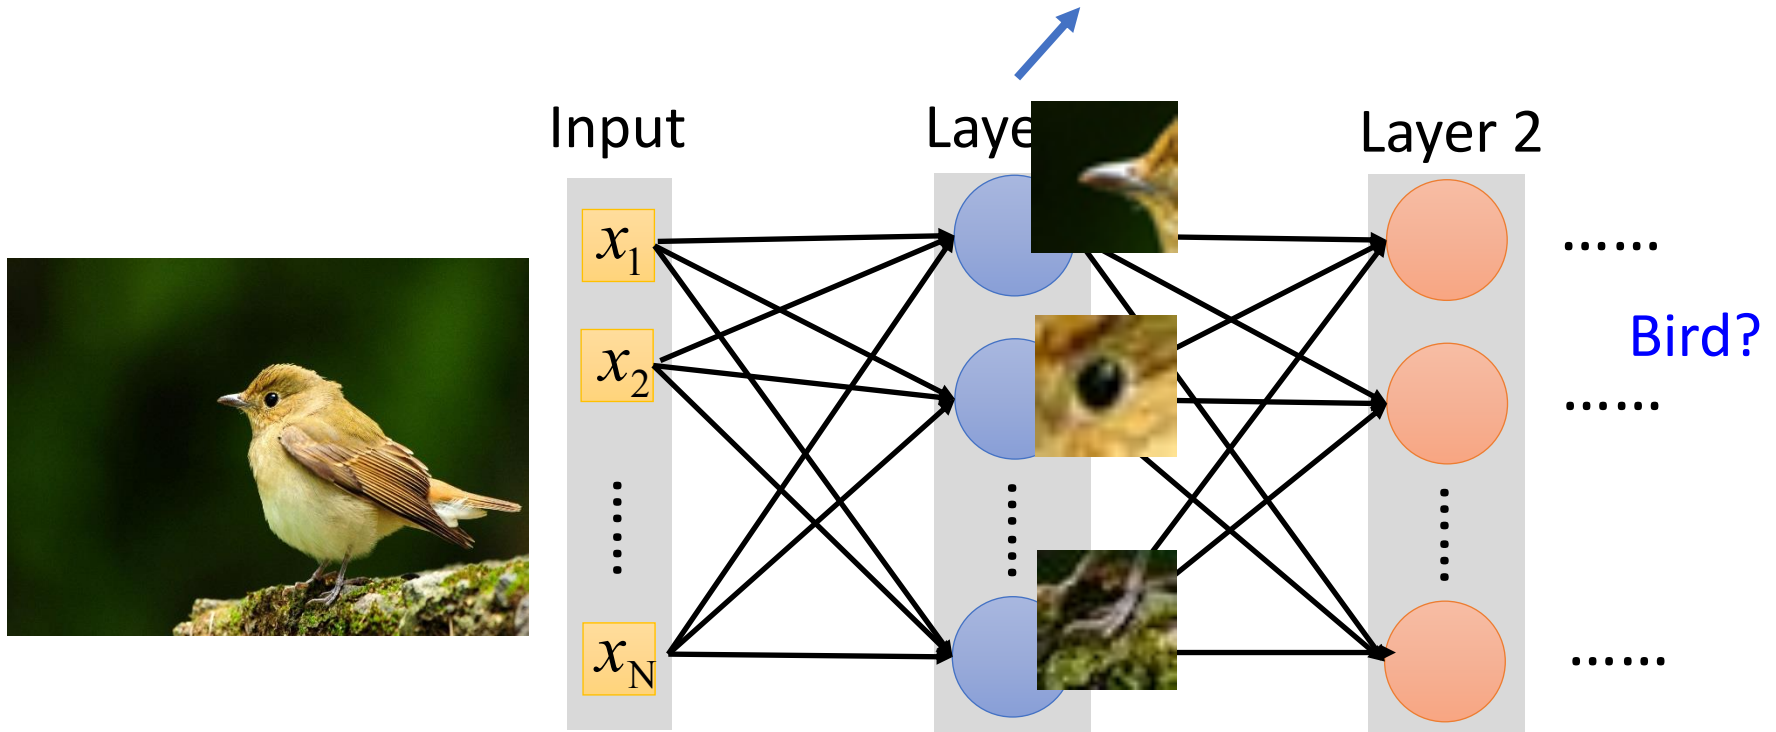 Input
Laye
Layer 2
x1
x2
xN
......
......
......
Bird?